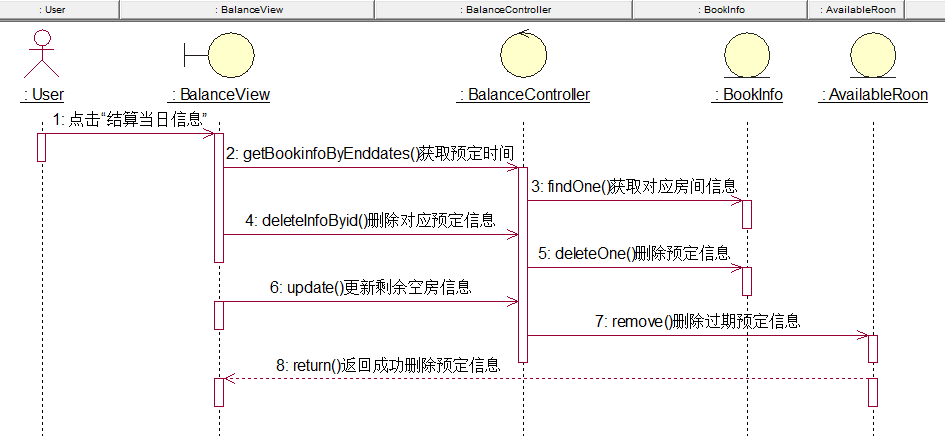 : User
: BalanceView
: BalanceController
: BookInfo
: AvailableRoon
: User
: BalanceView
: BalanceController
: BookInfo
: AvailableRoon
1: 点击“结算当日信息”
2: getBookinfoByEnddates()获取预定时间
3: findOne()获取对应房间信息
4: deleteInfoByid()删除对应预定信息
5: deleteOne()删除预定信息
6: update()更新剩余空房信息
7: remove()删除过期预定信息
8: return()返回成功删除预定信息